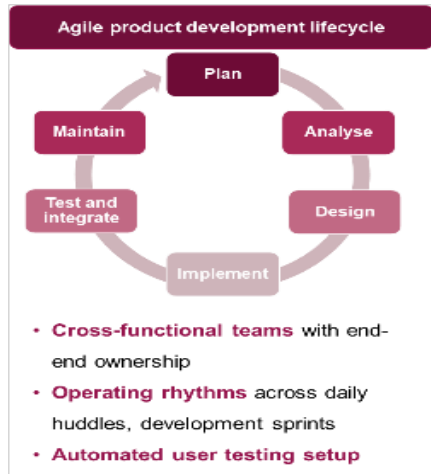 Agile product development lifecycle
Plan
Maintain
Analyse
Test and
integrate
Design
Implement
• Cross-functional teams with end-
end ownership
• Operating rhythms across daily
huddles, development sprints
• Automated user testing setup